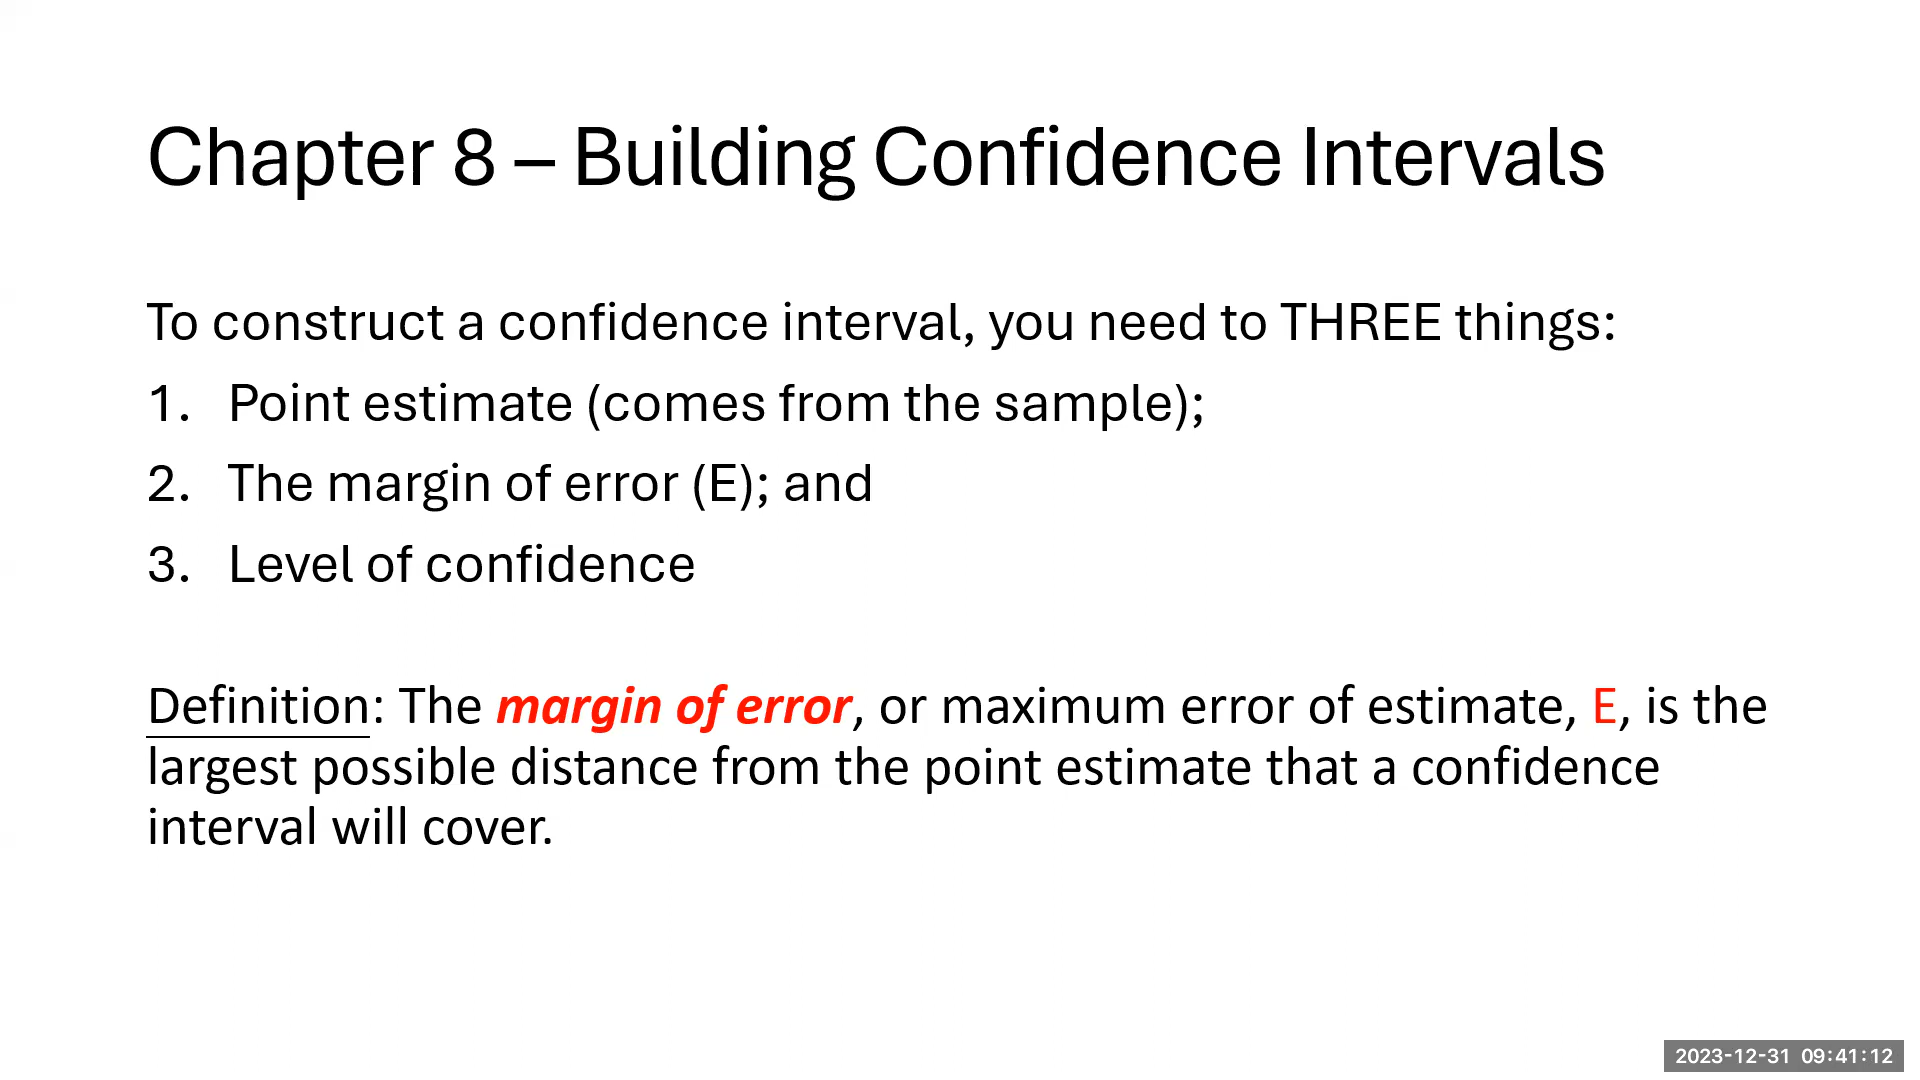 Chapter 8 – Building Confidence Intervals
To construct a confidence interval, you need to THREE things:
1. Point estimate (comes from the sample);
2. The margin of error (E); and
3. Level of confidence
Definition: The margin of error, or maximum error of estimate, E, is the
largest possible distance from the point estimate that a confidence
interval will cover.
2023-12-31 09:41:12